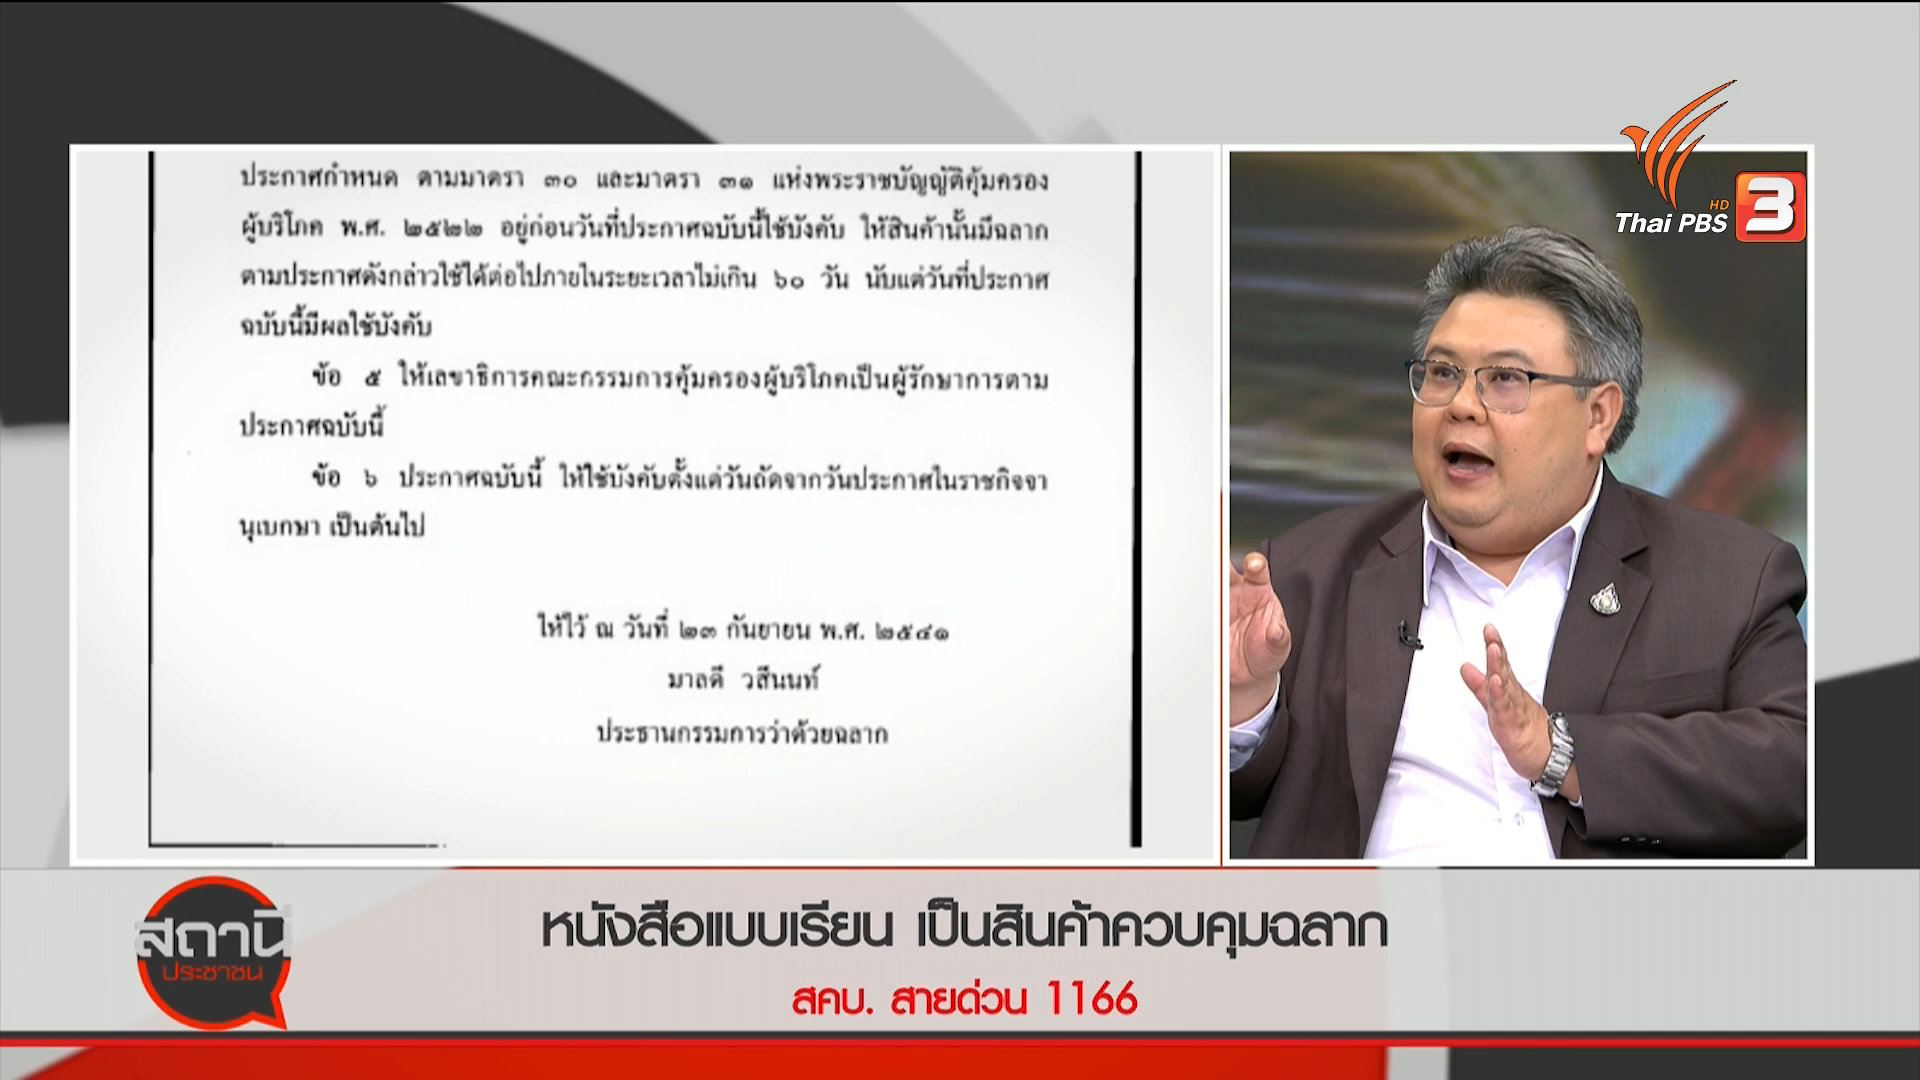 ประกาศกำหนด ตามมาตรา ๓๐ และมาตรา ๓๑ แห่งพระราชบัญญัติคุ้มครอง
ผู้บริโภค พ.ศ. ๒๕๒๒ อยู่ก่อนวันที่ประกาศฉบับนี้ใช้บังคับ ให้สินค้านั้นมีฉลาก
ตามประกาศดังกล่าวใช้ได้ต่อไปภายในระยะเวลาไม่เกิน ๖๐ วัน นับแต่วันที่ประกาศ
ฉบับนี้มีผลใช้บังคับ
ข้อ ๕ ให้เลขาธิการคณะกรรมการคุ้มครองผู้บริโภคเป็นผู้รักษาการตาม
ประกาศฉบับนี้
ข้อ ๖ ประกาศฉบับนี้ ให้ใช้บังคับตั้งแต่วันถัดจากวันประกาศในราชกิจจา
นุเบกษา เป็นต้นไป
ให้ไว้ ณ วันที่ ๒๓ กันยายน พ.ศ. ๒๕๔๑
มาลดี วสีนนท์
ประธานกรรมการว่าด้วยฉลาก
HD
Thai PBS 3
สถานี
ประชาชน
หนังสือแบบเรียน เป็นสินค้าควบคุมฉลาก
สคบ. สายด่วน 1166